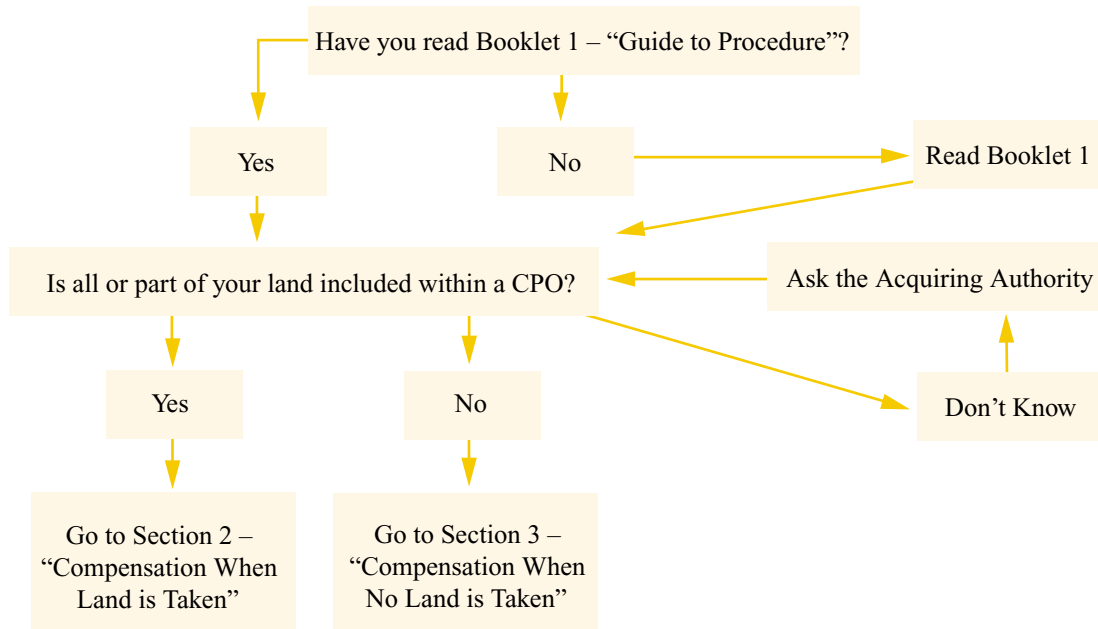 Have you read Booklet 1 – “Guide to Procedure”?
Yes
No
Read Booklet 1
Is all or part of your land included within a CPO?
Ask the Acquiring Authority
Yes
No
Don’t Know
Go to Section 2 –
“Compensation When
Land is Taken”
Go to Section 3 –
“Compensation When
No Land is Taken”